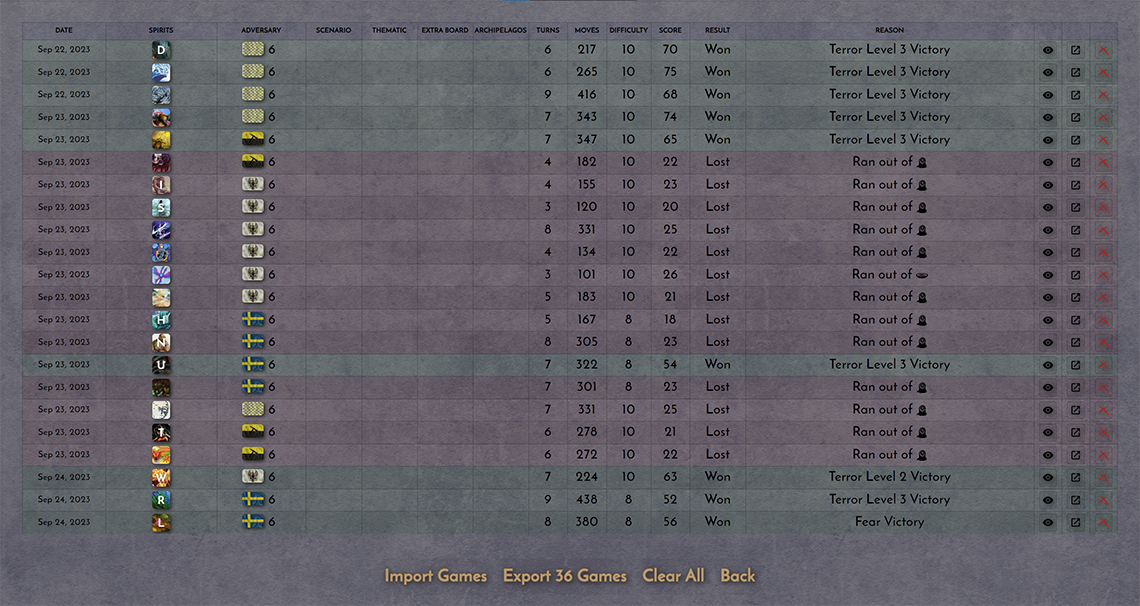 DATE SPIRITS ADVERSARY SCENARIO THEMATIC EXTRA BOARD ARCHIPELAGOS TURNS MOVES DIFFICULTY SCORE RESULT REASON
Sep 22, 2023 D 6 6 217 10 70 Won Terror Level 3 Victory
Sep 22, 2023 6 6 265 10 75 Won Terror Level 3 Victory
Sep 22, 2023 6 9 416 10 68 Won Terror Level 3 Victory
Sep 23, 2023 6 7 343 10 74 Won Terror Level 3 Victory
Sep 23, 2023 6 7 347 10 65 Won Terror Level 3 Victory
Sep 23, 2023 6 4 182 10 22 Lost Ran out of
Sep 23, 2023 I 6 4 155 10 23 Lost Ran out of
Sep 23, 2023 S 6 3 120 10 20 Lost Ran out of
Sep 23, 2023 6 8 331 10 25 Lost Ran out of
Sep 23, 2023 6 4 134 10 22 Lost Ran out of
Sep 23, 2023 6 3 101 10 26 Lost Ran out of
Sep 23, 2023 6 5 183 10 21 Lost Ran out of
Sep 23, 2023 H 6 5 167 8 18 Lost Ran out of
Sep 23, 2023 N 6 8 305 8 23 Lost Ran out of
Sep 23, 2023 U 6 7 322 8 54 Won Terror Level 3 Victory
Sep 23, 2023 6 7 301 8 23 Lost Ran out of
Sep 23, 2023 6 7 331 10 25 Lost Ran out of
Sep 23, 2023 T 6 6 278 10 21 Lost Ran out of
Sep 23, 2023 6 6 272 10 22 Lost Ran out of
Sep 24, 2023 W 6 7 224 10 63 Won Terror Level 2 Victory
Sep 24, 2023 R 6 9 438 8 52 Won Terror Level 3 Victory
Sep 24, 2023 L 6 8 380 8 56 Won Fear Victory
Import Games Export 36 Games Clear All Back